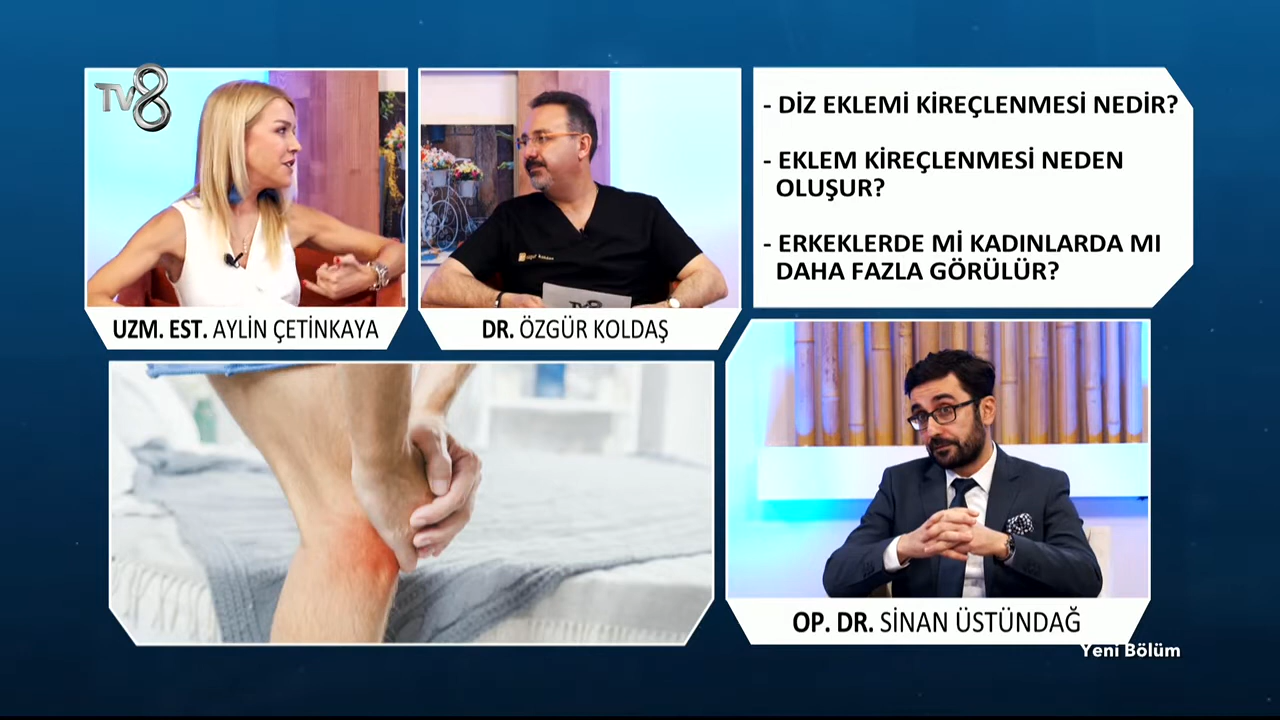 TV8
- DİZ EKLEMİ KİREÇLENMESİ NEDİR?
- EKLEM KİREÇLENMESİ NEDEN
OLUŞUR?
- ERKEKLERDE Mİ KADINLARDA MI
DAHA FAZLA GÖRÜLÜR?
TV8
UZM. EST. AYLİN ÇETİNKAYA
DR. ÖZGÜR KOLDAŞ
OP. DR. SİNAN ÜSTÜNDAĞ
Yeni Bölüm